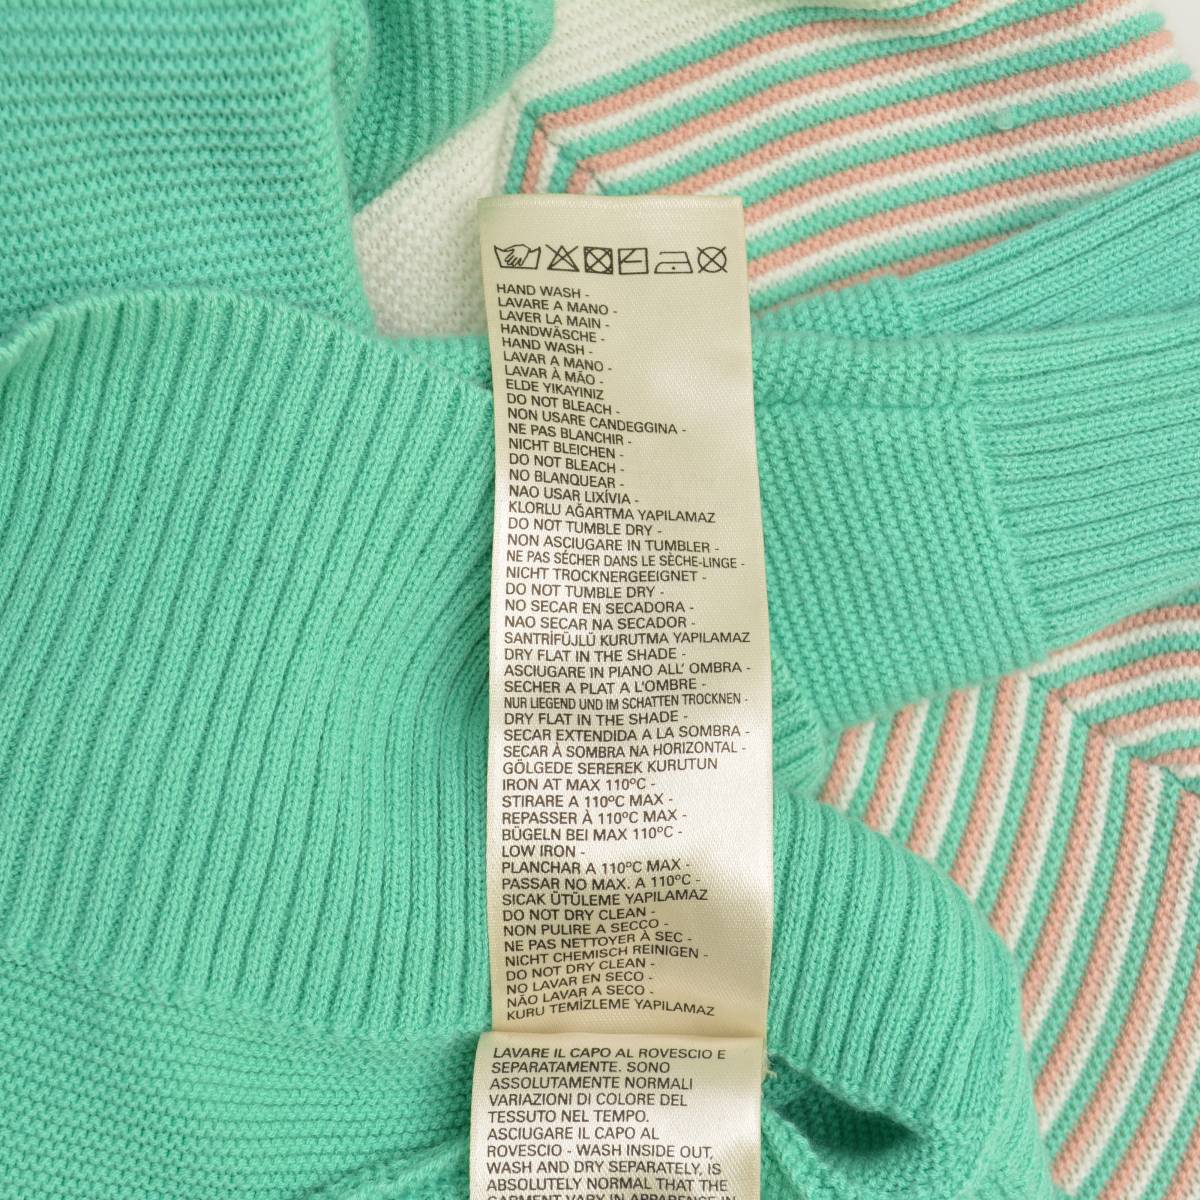 HAND WASH -
LAVARE A MANO -
LAVER LA MAIN -
HANDWÄSCHE -
HAND WASH -
LAVAR A MANO -
LAVAR À MÃO -
ELDE YIKAYINIZ
DO NOT BLEACH -
NON USARE CANDEGGINA -
NE PAS BLANCHIR -
NICHT BLEICHEN -
DO NOT BLEACH -
NO BLANQUEAR -
NAO USAR LIXÍVIA -
KLORLU AĞARTMA YAPILAMAZ
DO NOT TUMBLE DRY -
NON ASCIUGARE IN TUMBLER -
NE PAS SÉCHER DANS LE SÈCHE-LINGE -
NICHT TROCKNERGEEIGNET -
DO NOT TUMBLE DRY -
NO SECAR EN SECADORA -
NAO SECAR NA SECADOR -
SANTRİFÜJLÜ KURUTMA YAPILAMAZ
DRY FLAT IN THE SHADE -
ASCIUGARE IN PIANO ALL' OMBRA -
SECHER A PLAT A L'OMBRE -
NUR LIEGEND UND IM SCHATTEN TROCKNEN -
DRY FLAT IN THE SHADE -
SECAR EXTENDIDA A LA SOMBRA -
SECAR À SOMBRA NA HORIZONTAL -
GÖLGEDE SEREREK KURUTUN
IRON AT MAX 110ºC -
STIRARE A 110ºC MAX -
REPASSER À 110ºC MAX -
BÜGELN BEI MAX 110ºC -
LOW IRON -
PLANCHAR A 110ºC MAX -
PASSAR NO MAX. A 110ºC -
SICAK ÜTÜLEME YAPILAMAZ
DO NOT DRY CLEAN -
NON PULIRE A SECCO -
NE PAS NETTOYER À SEC -
NICHT CHEMISCH REINIGEN -
DO NOT DRY CLEAN -
NO LAVAR EN SECO -
NÃO LAVAR A SECO -
KURU TEMİZLEME YAPILAMAZ
LAVARE IL CAPO AL ROVESCIO E
SEPARATAMENTE. SONO
ASSOLUTAMENTE NORMALI
VARIAZIONI DI COLORE DEL
TESSUTO NEL TEMPO.
ASCIUGARE IL CAPO AL
ROVESCIO - WASH INSIDE OUT,
WASH AND DRY SEPARATELY, IS
ABSOLUTELY NORMAL THAT THE
GARMENT VARY IN APPARENCE IN